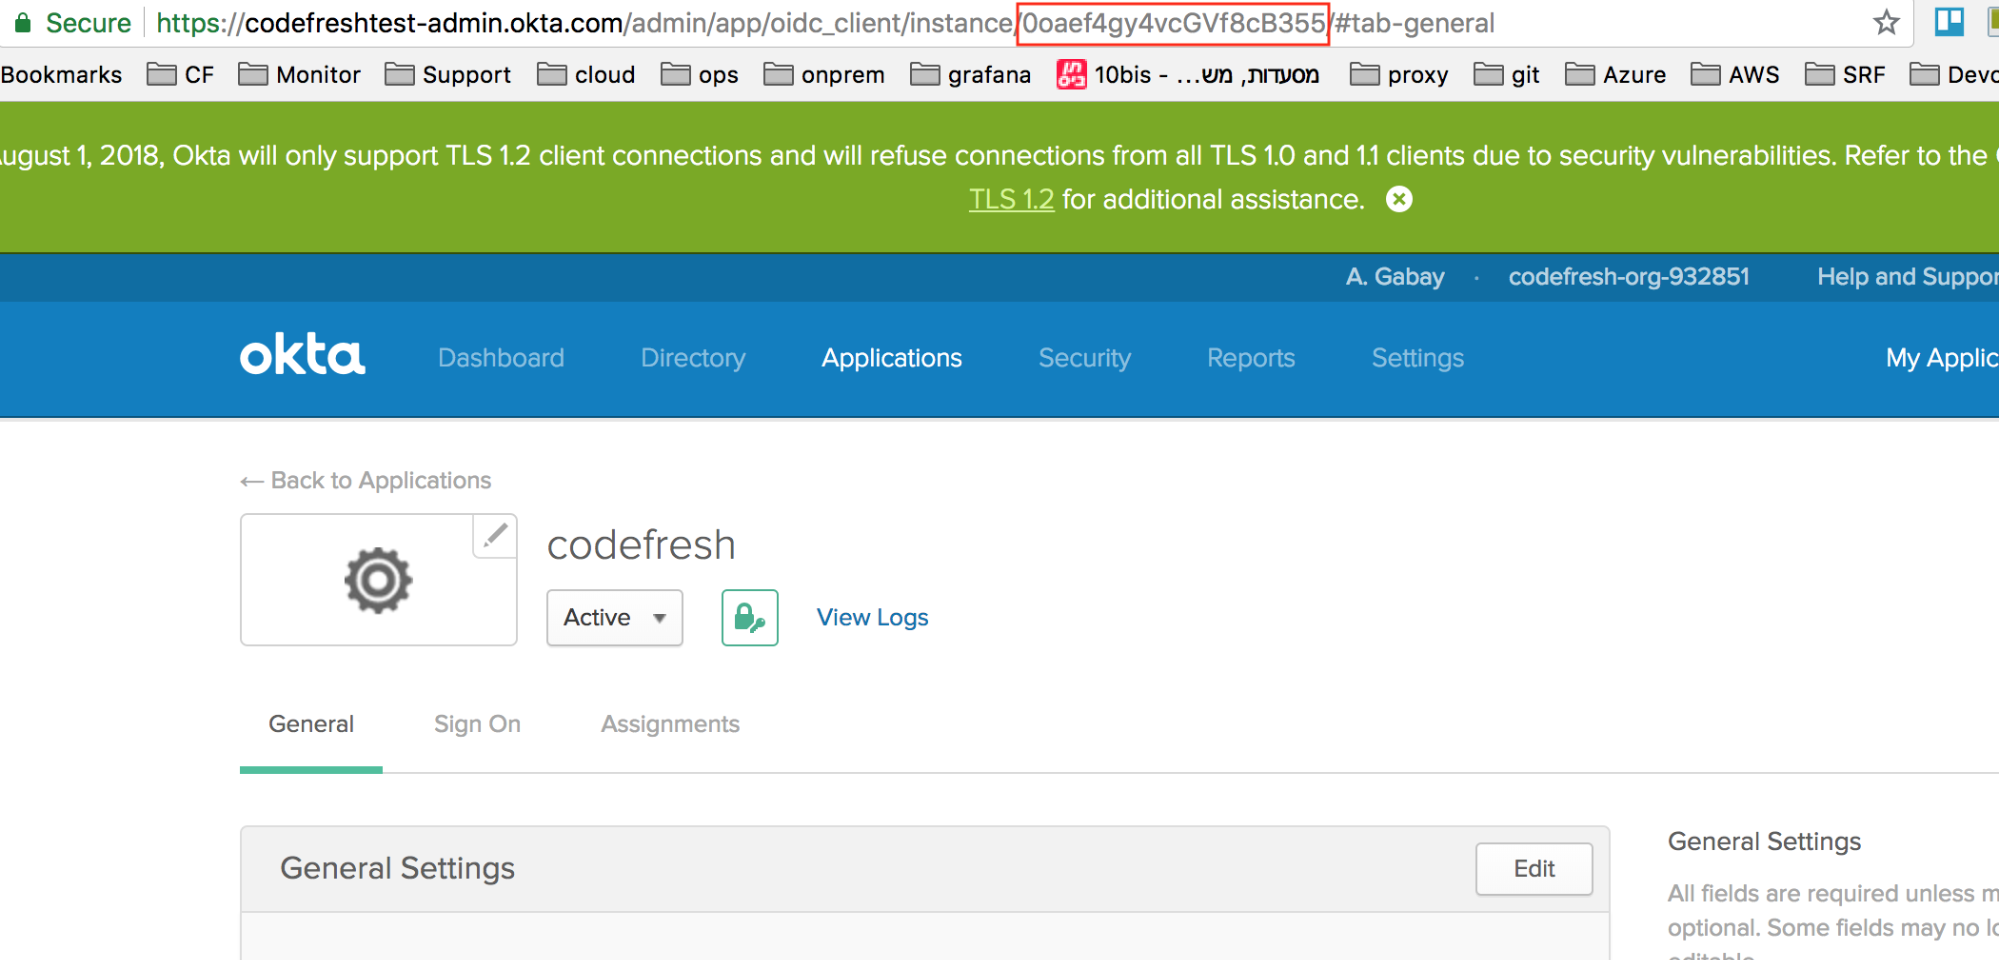 Secure https://codefreshtest-admin.okta.com/admin/app/oidc_client/instance/0oaef4gy4vcGVf8cB355/#tab-general
Bookmarks CF Monitor Support cloud ops onprem grafana 10bis - מסעדות, מש... proxy git Azure AWS SRF Devo
ugust 1, 2018, Okta will only support TLS 1.2 client connections and will refuse connections from all TLS 1.0 and 1.1 clients due to security vulnerabilities. Refer to the
TLS 1.2 for additional assistance.
A. Gabay · codefresh-org-932851 Help and Suppor
okta Dashboard Directory Applications Security Reports Settings My Applic
← Back to Applications
codefresh
Active View Logs
General Sign On Assignments
General Settings Edit
General Settings
All fields are required unless m
optional. Some fields may no lo